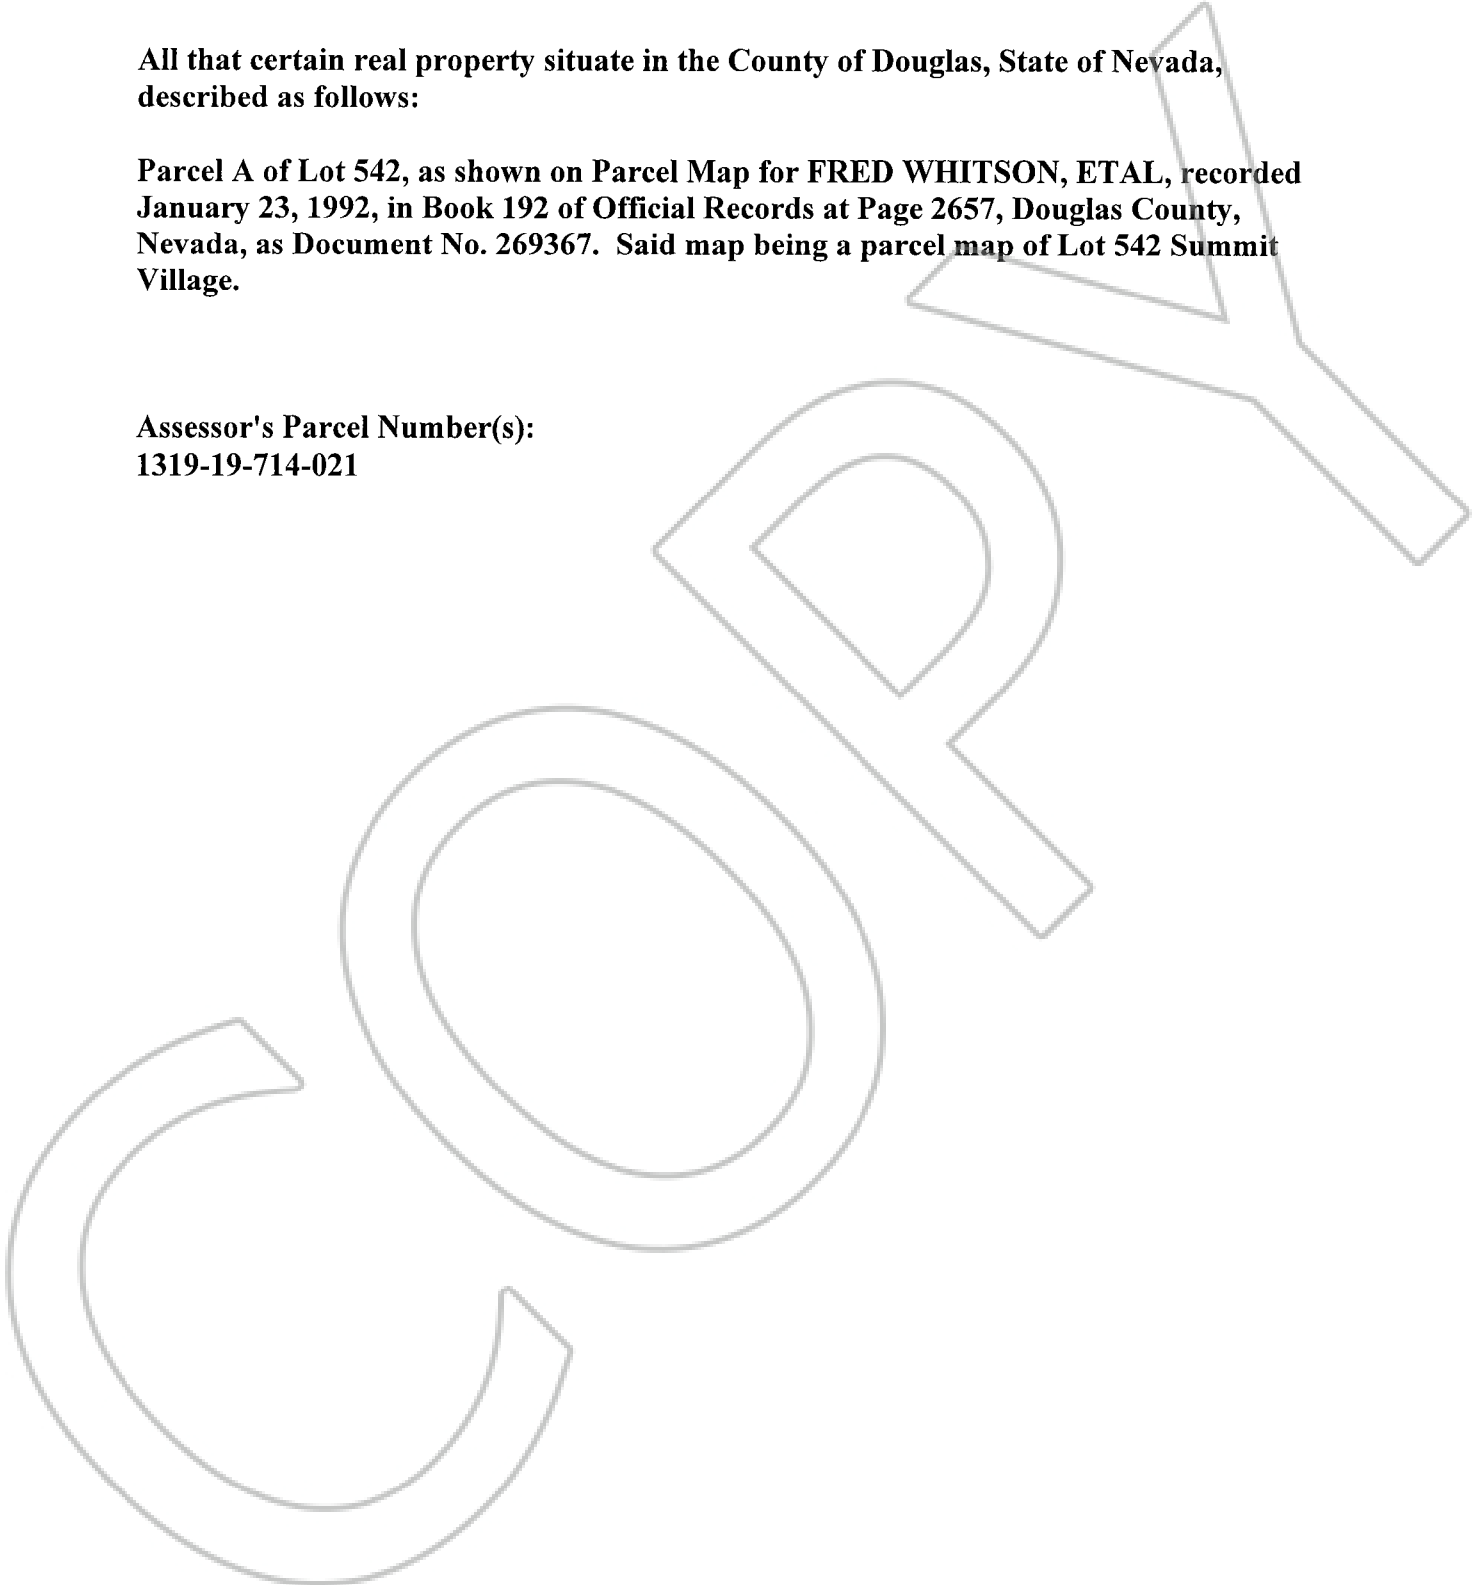 All that certain real property situate in the County of Douglas, State of Nevada,
described as follows:
Parcel A of Lot 542, as shown on Parcel Map for FRED WHITSON, ETAL, recorded
January 23, 1992, in Book 192 of Official Records at Page 2657, Douglas County,
Nevada, as Document No. 269367.  Said map being a parcel map of Lot 542 Summit
Village.
Assessor's Parcel Number(s):
1319-19-714-021
COPY